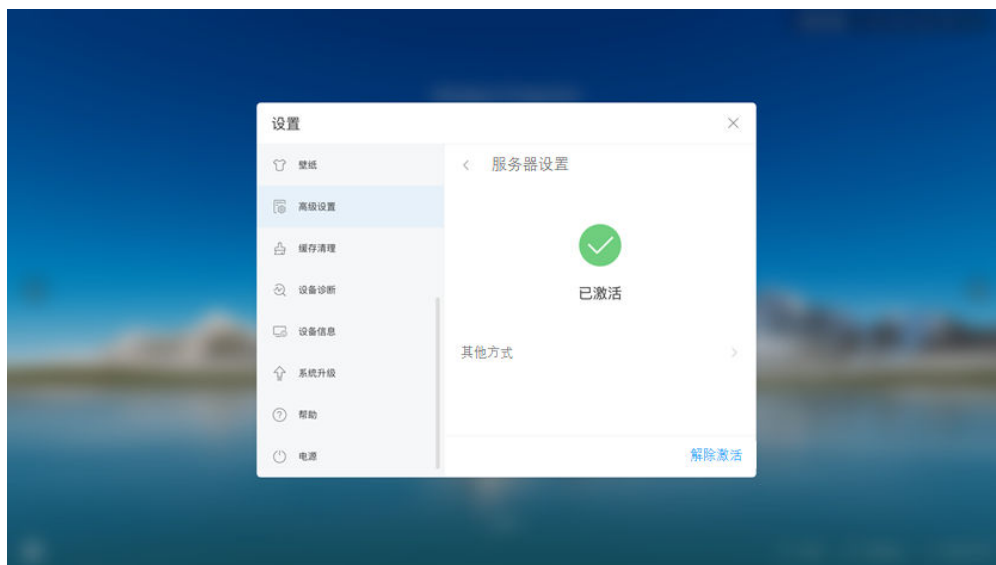 设置
壁纸
高级设置
缓存清理
设备诊断
设备信息
系统升级
帮助
电源
服务器设置
已激活
其他方式
解除激活